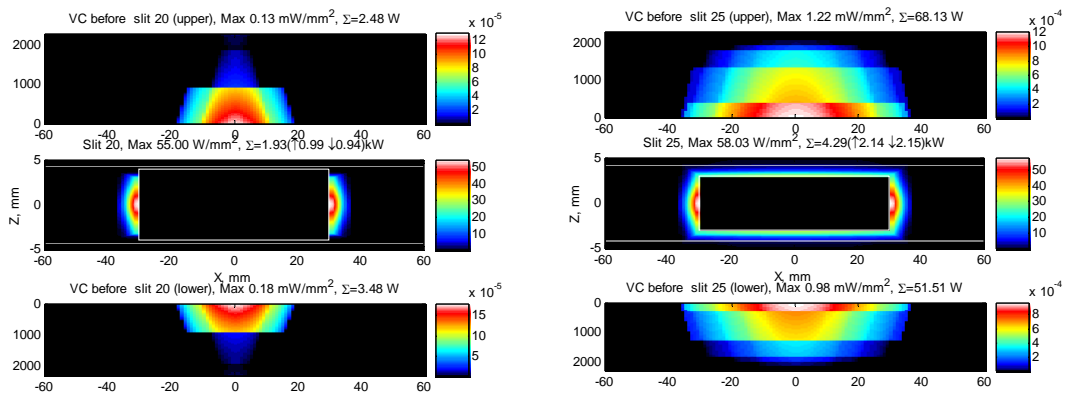 VC before slit 20 (upper), Max 0.13 mW/mm², Σ=2.48 W
x 10⁻⁵
2000
1000
0
12
10
8
6
4
2
-60 -40 -20 0 20 40 60
Slit 20, Max 55.00 W/mm², Σ=1.93(↑0.99 ↓0.94)kW
Z, mm
5
0
-5
50
40
30
20
10
-60 -40 -20 0 20 40 60
X, mm
VC before slit 20 (lower), Max 0.18 mW/mm², Σ=3.48 W
x 10⁻⁵
0
1000
2000
15
10
5
-60 -40 -20 0 20 40 60
VC before slit 25 (upper), Max 1.22 mW/mm², Σ=68.13 W
x 10⁻⁴
2000
1000
0
12
10
8
6
4
2
-60 -40 -20 0 20 40 60
Slit 25, Max 58.03 W/mm², Σ=4.29(↑2.14 ↓2.15)kW
Z, mm
5
0
-5
50
40
30
20
10
-60 -40 -20 0 20 40 60
X, mm
VC before slit 25 (lower), Max 0.98 mW/mm², Σ=51.51 W
x 10⁻⁴
0
1000
2000
8
6
4
2
-60 -40 -20 0 20 40 60